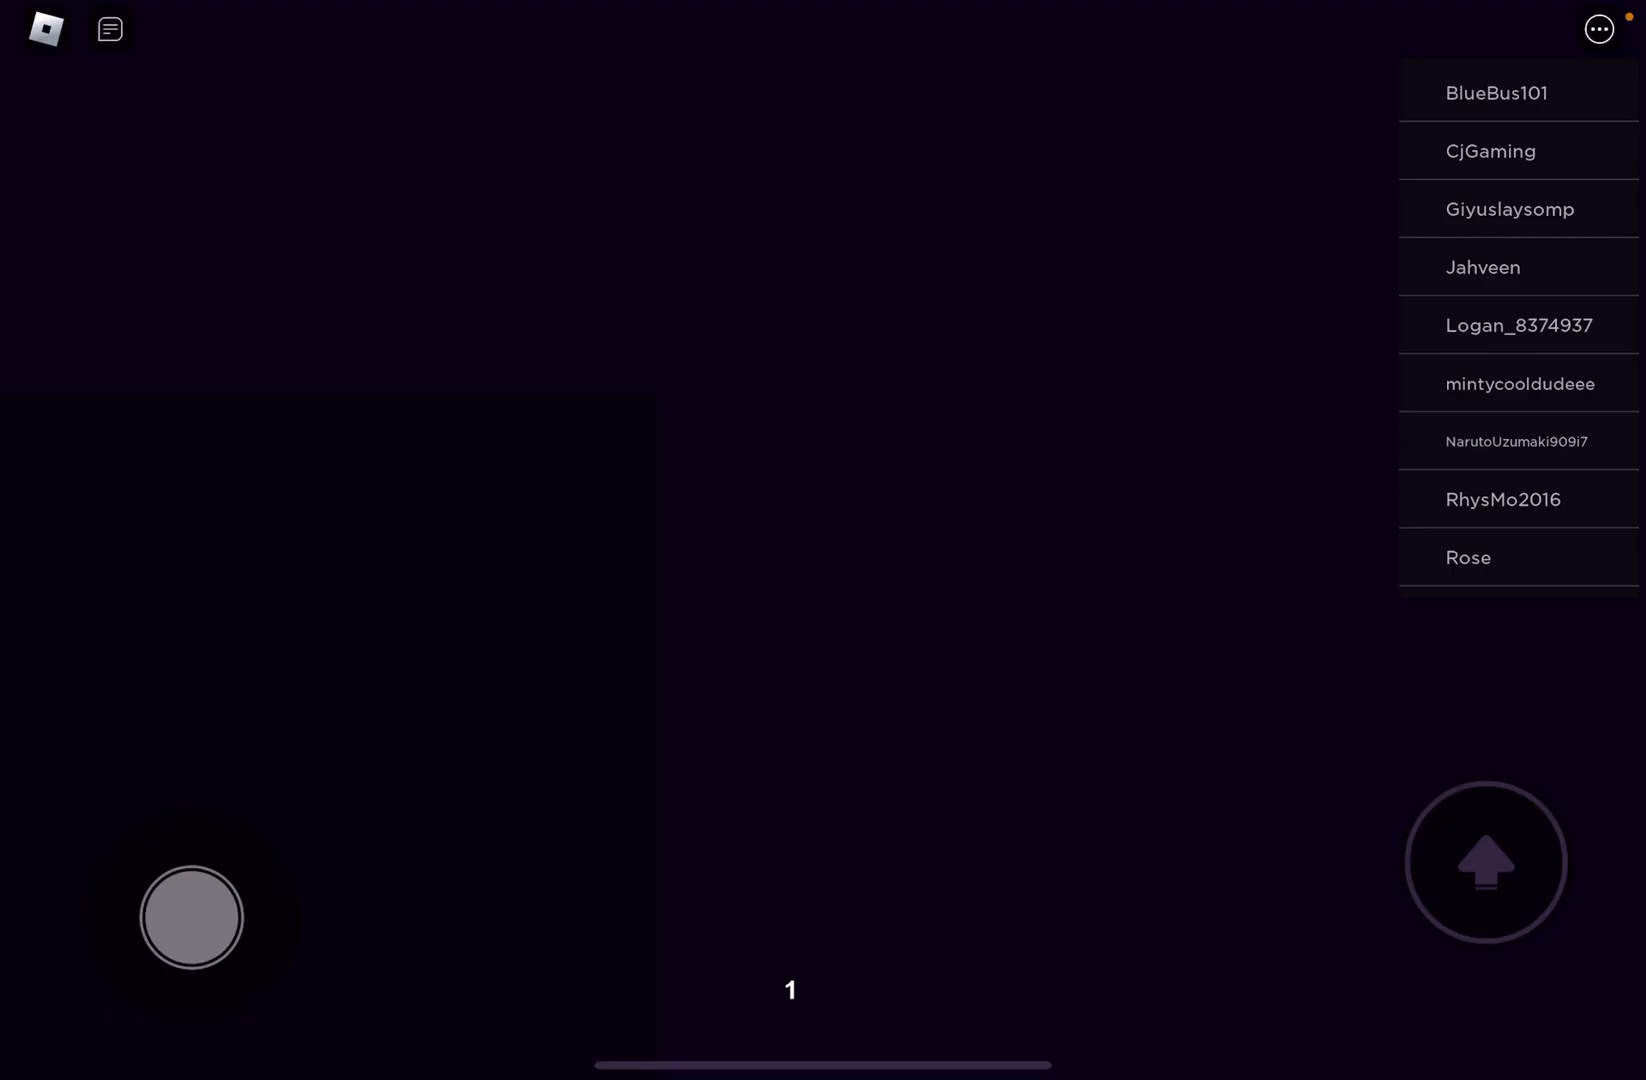 BlueBus101
CjGaming
Giyuslaysomp
Jahveen
Logan_8374937
mintycooldudeee
NarutoUzumaki909i7
RhysMo2016
Rose
1